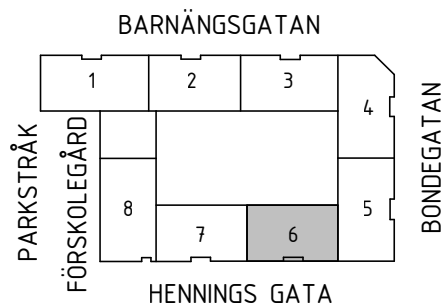 BARNÄNGSGATAN
1
2
3
4
PARKSTRÅK
FÖRSKOLEGÅRD
BONDEGATAN
8
7
6
5
HENNINGS GATA